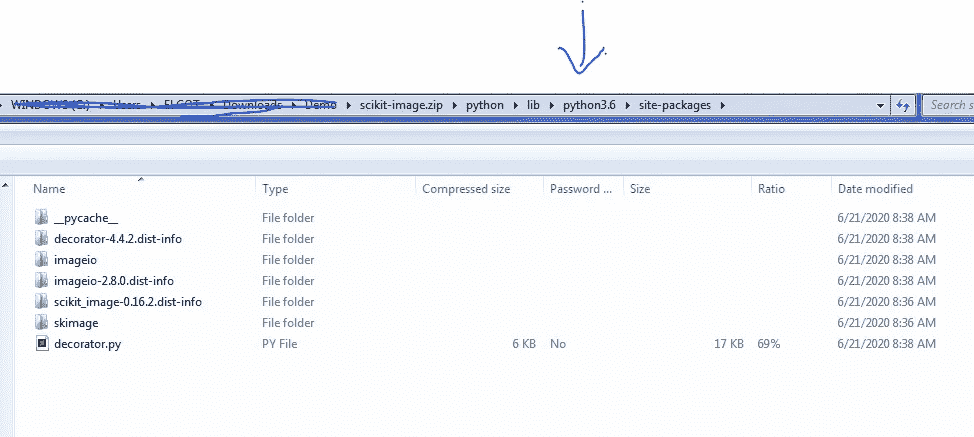 WINDOWS (C:) Users ELCOT Downloads Demo scikit-image.zip python lib python3.6 site-packages Search s
Name Type Compressed size Password ... Size Ratio Date modified
__pycache__ File folder 6/21/2020 8:38 AM
decorator-4.4.2.dist-info File folder 6/21/2020 8:38 AM
imageio File folder 6/21/2020 8:38 AM
imageio-2.8.0.dist-info File folder 6/21/2020 8:38 AM
scikit_image-0.16.2.dist-info File folder 6/21/2020 8:36 AM
skimage File folder 6/21/2020 8:36 AM
decorator.py PY File 6 KB No 17 KB 69% 6/21/2020 8:38 AM